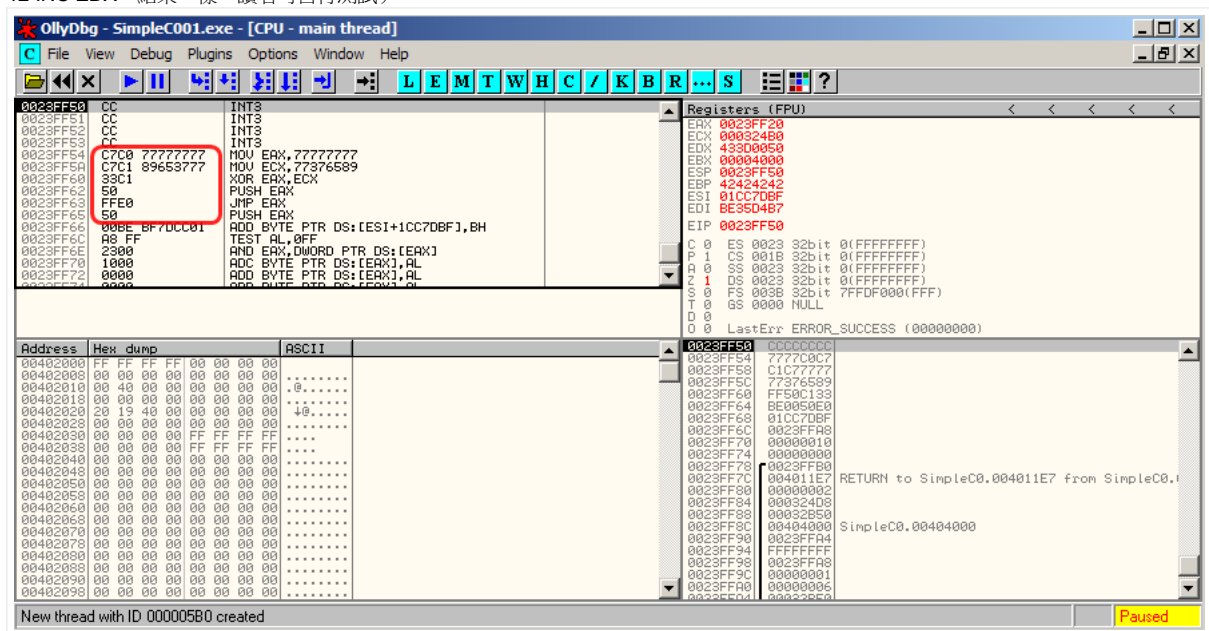 OllyDbg - SimpleC001.exe - [CPU - main thread]
C File View Debug Plugins Options Window Help
L E M T W H C / K B R ... S ?
0023FF50 CC INT3
0023FF51 CC INT3
0023FF52 CC INT3
0023FF53 CC INT3
0023FF54 C7C0 77777777 MOV EAX,77777777
0023FF5A C7C1 89653777 MOV ECX,77376589
0023FF60 33C1 XOR EAX,ECX
0023FF62 50 PUSH EAX
0023FF63 FFE0 JMP EAX
0023FF65 50 PUSH EAX
0023FF66 00BE BF7DCC01 ADD BYTE PTR DS:[ESI+1CC7DBF],BH
0023FF6C A8 FF TEST AL,0FF
0023FF6E 2300 AND EAX,DWORD PTR DS:[EAX]
0023FF70 1000 ADC BYTE PTR DS:[EAX],AL
0023FF72 0000 ADD BYTE PTR DS:[EAX],AL
0023FF74 0000 ADD BYTE PTR DS:[EAX],AL
Registers (FPU) < < < < <
EAX 0023FF20
ECX 000324B0
EDX 433D0050
EBX 00004000
ESP 0023FF50
EBP 42424242
ESI 01CC7DBF
EDI BE35D4B7
EIP 0023FF50
C 0 ES 0023 32bit 0(FFFFFFFF)
P 1 CS 001B 32bit 0(FFFFFFFF)
A 0 SS 0023 32bit 0(FFFFFFFF)
Z 1 DS 0023 32bit 0(FFFFFFFF)
S 0 FS 003B 32bit 7FFDF000(FFF)
T 0 GS 0000 NULL
D 0
O 0 LastErr ERROR_SUCCESS (00000000)
Address Hex dump ASCII
00402000 FF FF FF FF 00 00 00 00 ....
00402008 00 00 00 00 00 00 00 00 ........
00402010 00 40 00 00 00 00 00 00 .@......
00402018 00 00 00 00 00 00 00 00 ........
00402020 20 19 40 00 00 00 00 00 ↓@.....
00402028 00 00 00 00 00 00 00 00 ........
00402030 00 00 00 00 FF FF FF FF ....
00402038 00 00 00 00 FF FF FF FF ....
00402040 00 00 00 00 00 00 00 00 ........
00402048 00 00 00 00 00 00 00 00 ........
00402050 00 00 00 00 00 00 00 00 ........
00402058 00 00 00 00 00 00 00 00 ........
00402060 00 00 00 00 00 00 00 00 ........
00402068 00 00 00 00 00 00 00 00 ........
00402070 00 00 00 00 00 00 00 00 ........
00402078 00 00 00 00 00 00 00 00 ........
00402080 00 00 00 00 00 00 00 00 ........
00402088 00 00 00 00 00 00 00 00 ........
00402090 00 00 00 00 00 00 00 00 ........
00402098 00 00 00 00 00 00 00 00 ........
0023FF50 CCCCCCCC
0023FF54 7777C0C7
0023FF58 C1C77777
0023FF5C 77376589
0023FF60 FF50C133
0023FF64 BE0050E0
0023FF68 01CC7DBF
0023FF6C 0023FFA8
0023FF70 00000010
0023FF74 00000000
0023FF78 0023FFB0
0023FF7C 004011E7 RETURN to SimpleC0.004011E7 from SimpleC0.
0023FF80 00000002
0023FF84 000324D8
0023FF88 00032B50
0023FF8C 00404000 SimpleC0.00404000
0023FF90 0023FFA4
0023FF94 FFFFFFFF
0023FF98 0023FFA8
0023FF9C 00000001
0023FFA0 00000006
New thread with ID 000005B0 created
Paused